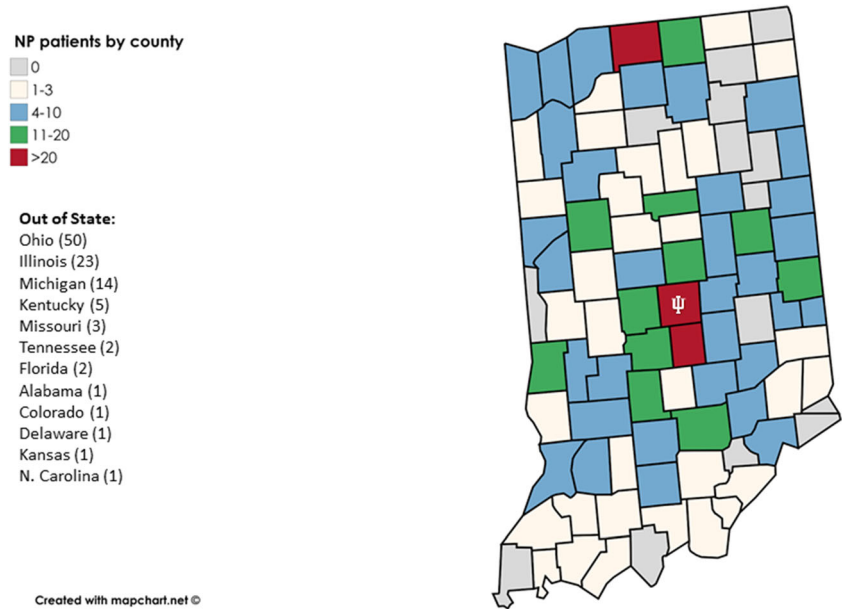 NP patients by county
0
1-3
4-10
11-20
>20
Out of State:
Ohio (50)
Illinois (23)
Michigan (14)
Kentucky (5)
Missouri (3)
Tennessee (2)
Florida (2)
Alabama (1)
Colorado (1)
Delaware (1)
Kansas (1)
N. Carolina (1)
Created with mapchart.net ©